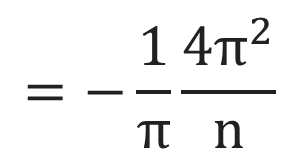 = − 1/π 4π²/n